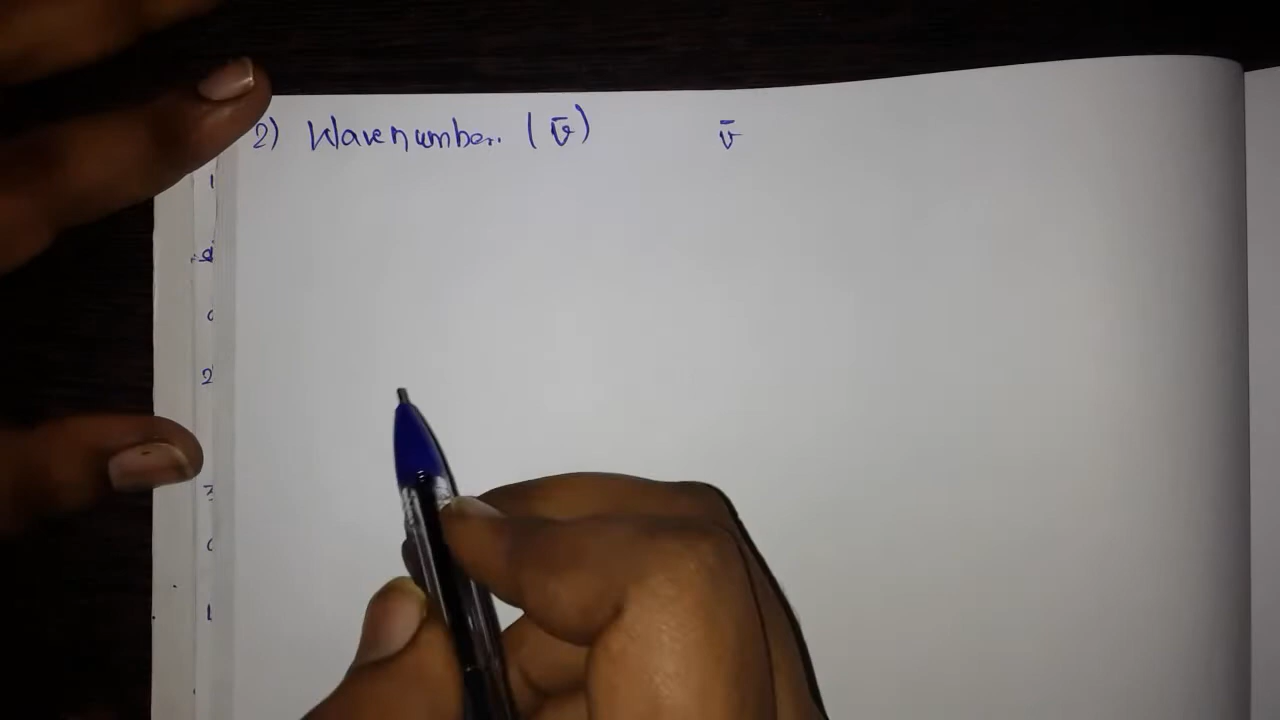 2) Wavenumber. (ν̄) ν̄